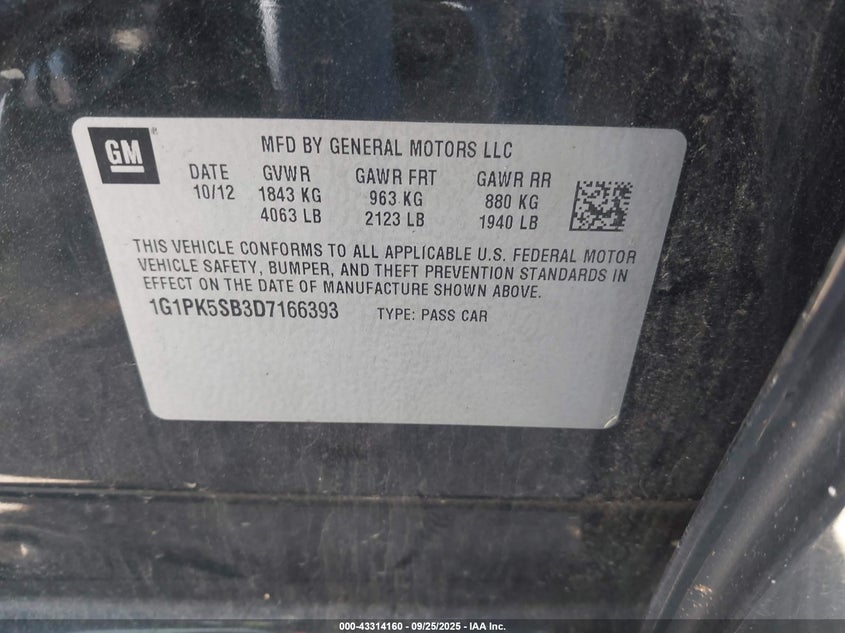 GM
MFD BY GENERAL MOTORS LLC
DATE GVWR GAWR FRT GAWR RR
10/12 1843 KG 963 KG 880 KG
4063 LB 2123 LB 1940 LB
THIS VEHICLE CONFORMS TO ALL APPLICABLE U.S. FEDERAL MOTOR
VEHICLE SAFETY, BUMPER, AND THEFT PREVENTION STANDARDS IN
EFFECT ON THE DATE OF MANUFACTURE SHOWN ABOVE.
1G1PK5SB3D7166393 TYPE: PASS CAR
000-43314160 - 09/25/2025 - IAA Inc.